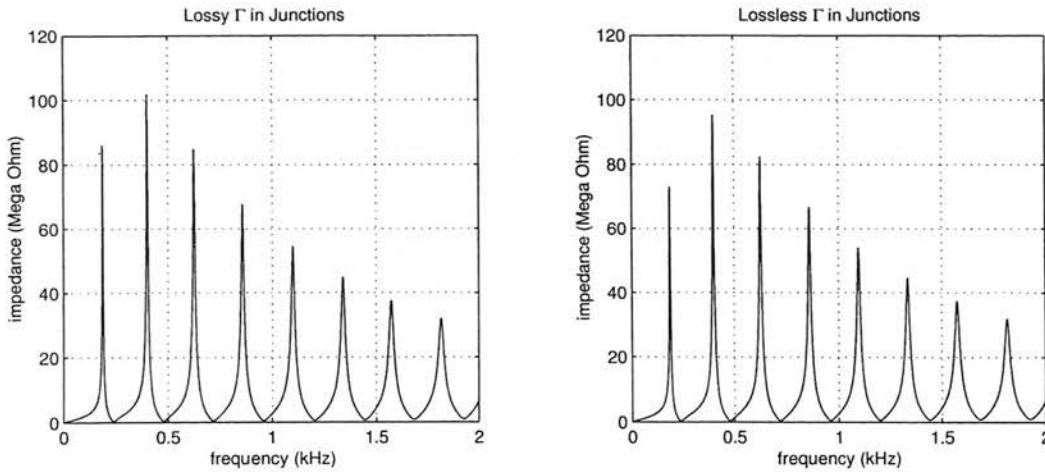 Lossy Γ in Junctions
120
100
80
60
40
20
0
impedance (Mega Ohm)
0 0.5 1 1.5 2
frequency (kHz)
Lossless Γ in Junctions
120
100
80
60
40
20
0
impedance (Mega Ohm)
0 0.5 1 1.5 2
frequency (kHz)